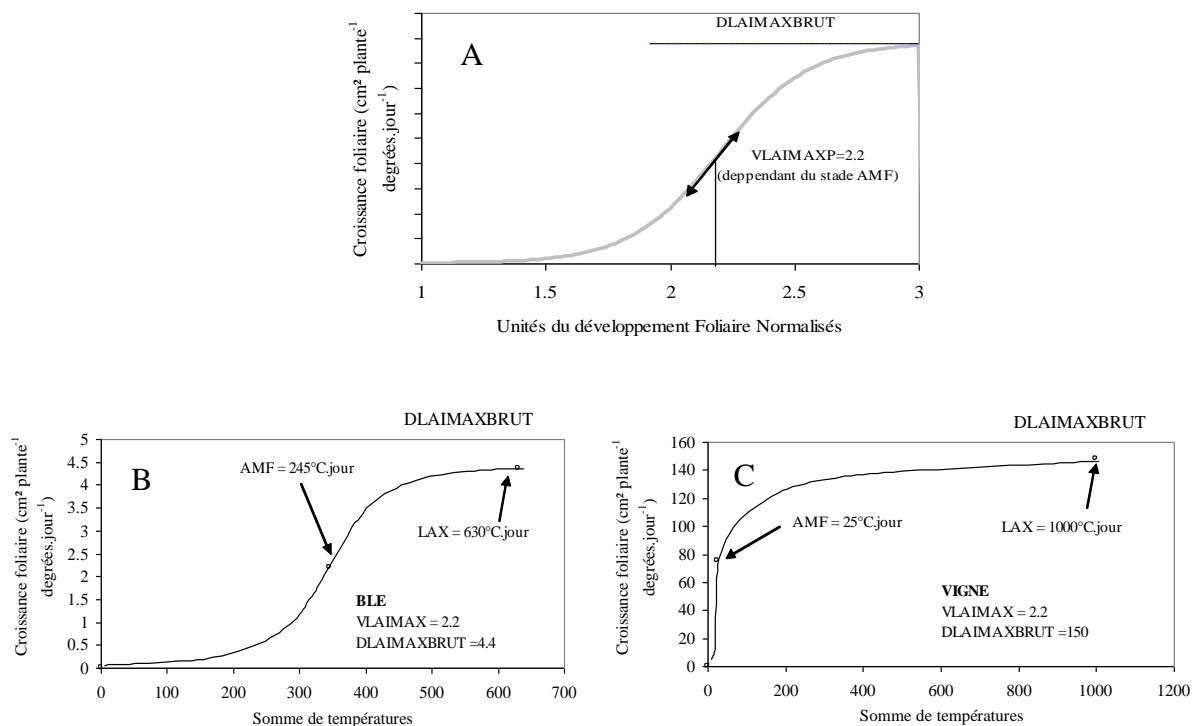 DLAIMAXBRUT
A
Croissance foliaire (cm² plante⁻¹
degrées.jour⁻¹)
VLAIMAXP=2.2
(deppendant du stade AMF)
1
1.5
2
2.5
3
Unités du développement Foliaire Normalisés
DLAIMAXBRUT
Croissance foliaire (cm² plante⁻¹
degrées.jour⁻¹)
5
4.5
4
3.5
3
2.5
2
1.5
1
0.5
0
B
AMF = 245°C.jour
LAX = 630°C.jour
BLE
VLAIMAX = 2.2
DLAIMAXBRUT =4.4
0
100
200
300
400
500
600
700
Somme de températures
DLAIMAXBRUT
Croissance foliaire (cm² plante⁻¹
degrées.jour⁻¹)
160
140
120
100
80
60
40
20
0
C
AMF = 25°C.jour
LAX = 1000°C.jour
VIGNE
VLAIMAX = 2.2
DLAIMAXBRUT =150
0
200
400
600
800
1000
1200
Somme de températures